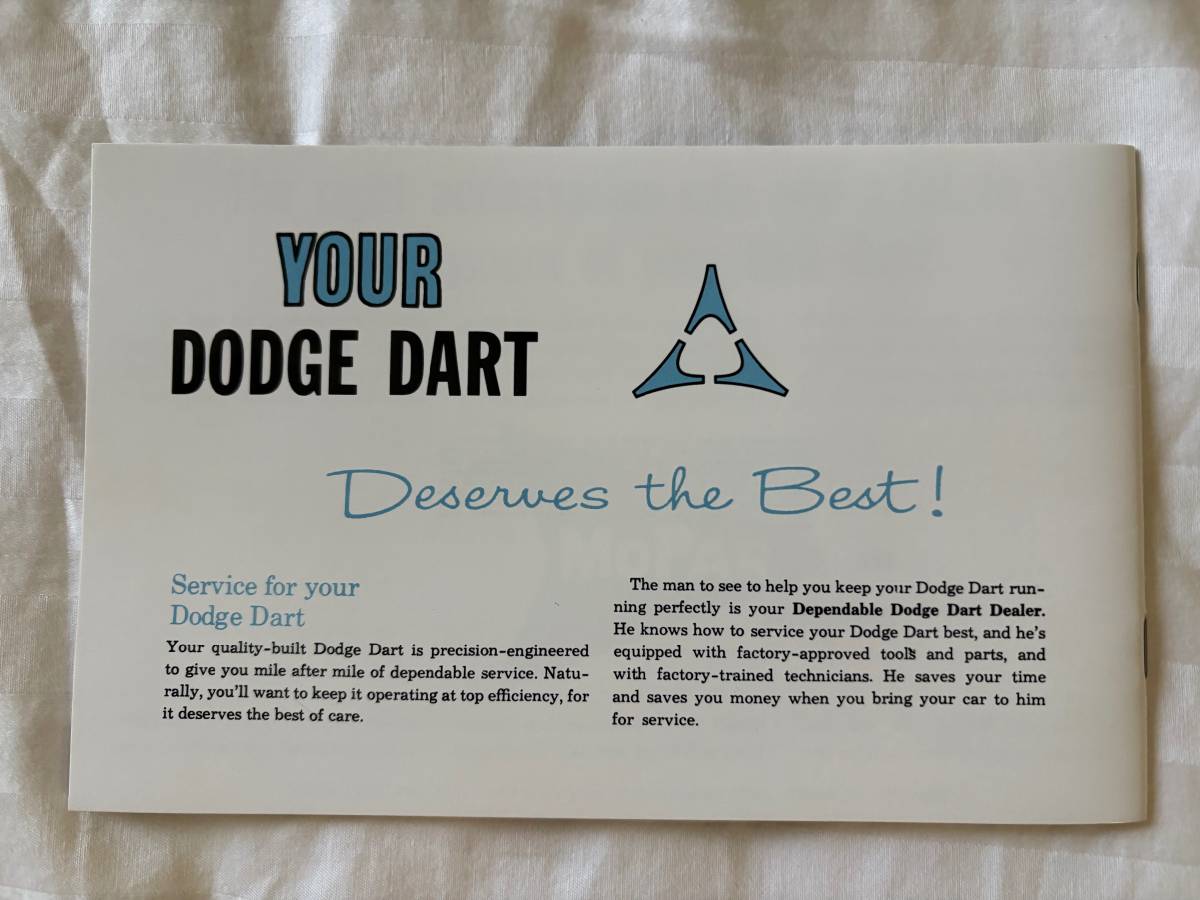 YOUR
DODGE DART
Deserves the Best!
Service for your
Dodge Dart
Your quality-built Dodge Dart is precision-engineered
to give you mile after mile of dependable service. Natu-
rally, you'll want to keep it operating at top efficiency, for
it deserves the best of care.
The man to see to help you keep your Dodge Dart run-
ning perfectly is your Dependable Dodge Dart Dealer.
He knows how to service your Dodge Dart best, and he's
equipped with factory-approved tools and parts, and
with factory-trained technicians. He saves your time
and saves you money when you bring your car to him
for service.